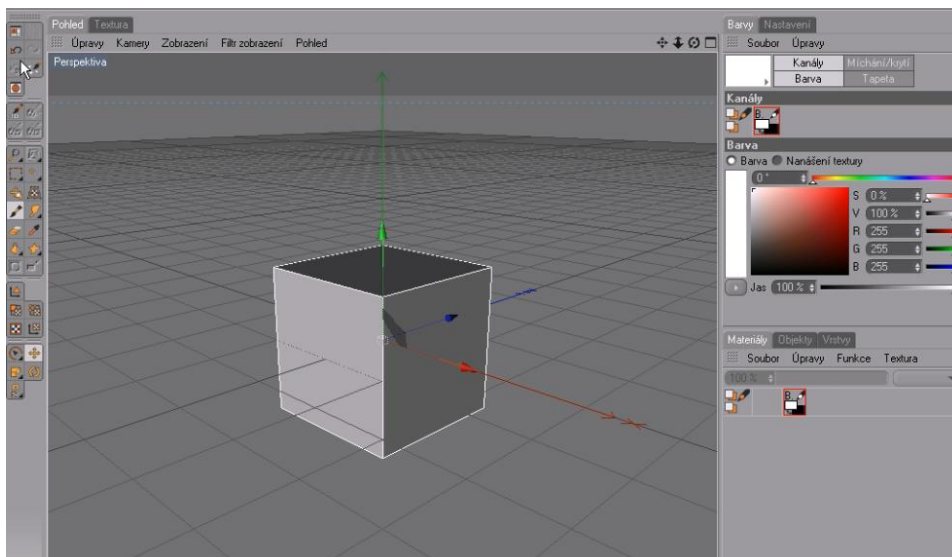 Pohled Textura
Úpravy Kamery Zobrazení Filtr zobrazení Pohled
Perspektiva
Barvy Nastavení
Soubor Úpravy
Kanály Míchání/krytí
Barva Tapeta
Kanály
B
Barva
Barva Nanášení textury
0 °
S 0 %
V 100 %
R 255
G 255
B 255
Jas 100 %
Materiály Objekty Vrstvy
Soubor Úpravy Funkce Textura
100 %
B